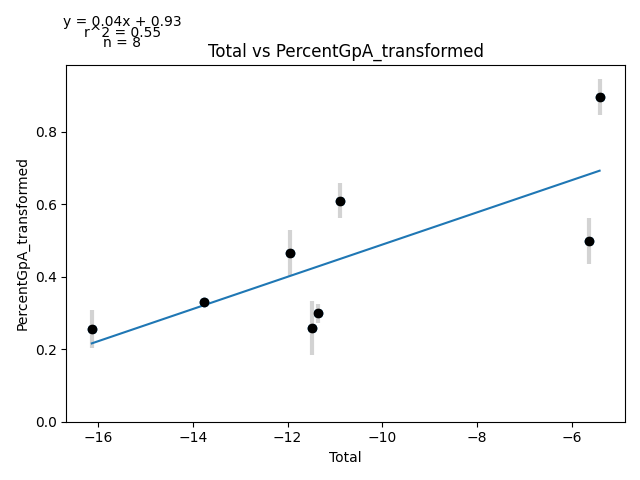 y = 0.04x + 0.93
r^2 = 0.55
n = 8
Total vs PercentGpA_transformed
PercentGpA_transformed
0.8
0.6
0.4
0.2
0.0
−16
−14
−12
−10
−8
−6
Total